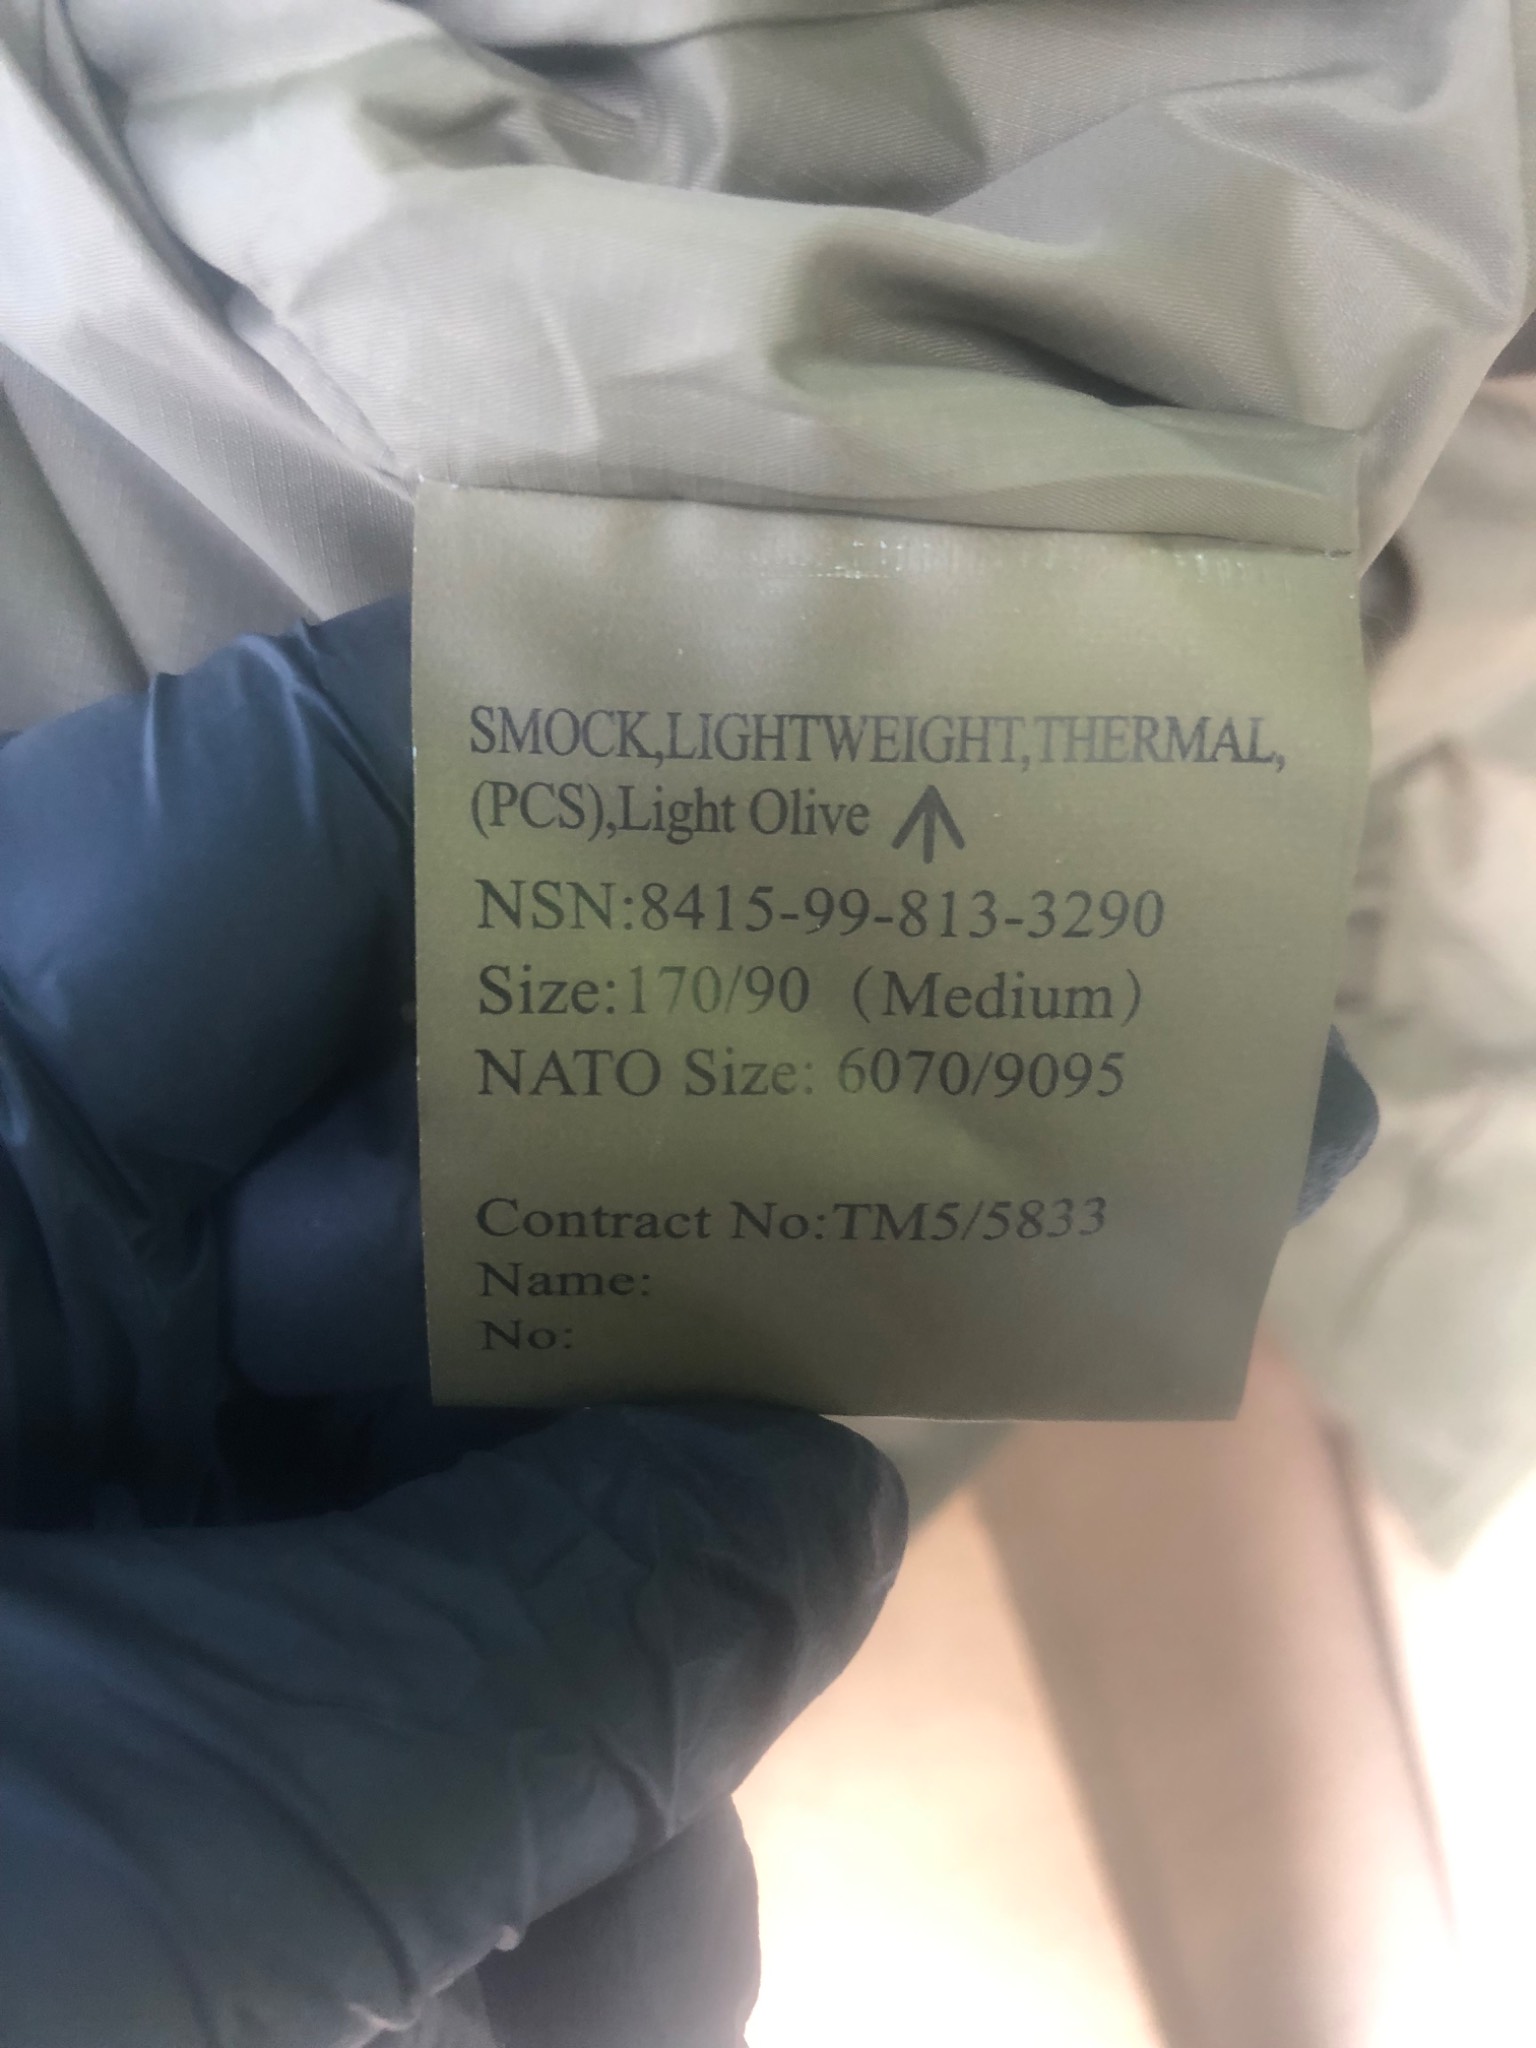 SMOCK,LIGHTWEIGHT,THERMAL,
(PCS),Light Olive
NSN:8415-99-813-3290
Size:170/90 (Medium)
NATO Size: 6070/9095
Contract No:TM5/5833
Name:
No: